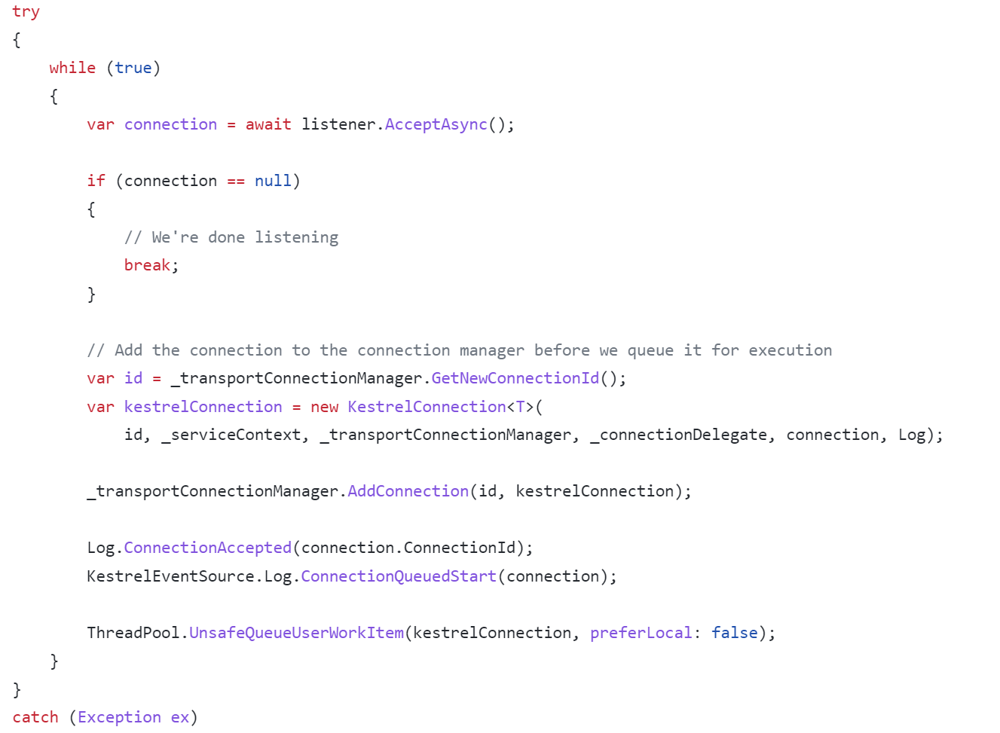 try
{
    while (true)
    {
        var connection = await listener.AcceptAsync();

        if (connection == null)
        {
            // We're done listening
            break;
        }

        // Add the connection to the connection manager before we queue it for execution
        var id = _transportConnectionManager.GetNewConnectionId();
        var kestrelConnection = new KestrelConnection<T>(
            id, _serviceContext, _transportConnectionManager, _connectionDelegate, connection, Log);

        _transportConnectionManager.AddConnection(id, kestrelConnection);

        Log.ConnectionAccepted(connection.ConnectionId);
        KestrelEventSource.Log.ConnectionQueuedStart(connection);

        ThreadPool.UnsafeQueueUserWorkItem(kestrelConnection, preferLocal: false);
    }
}
catch (Exception ex)